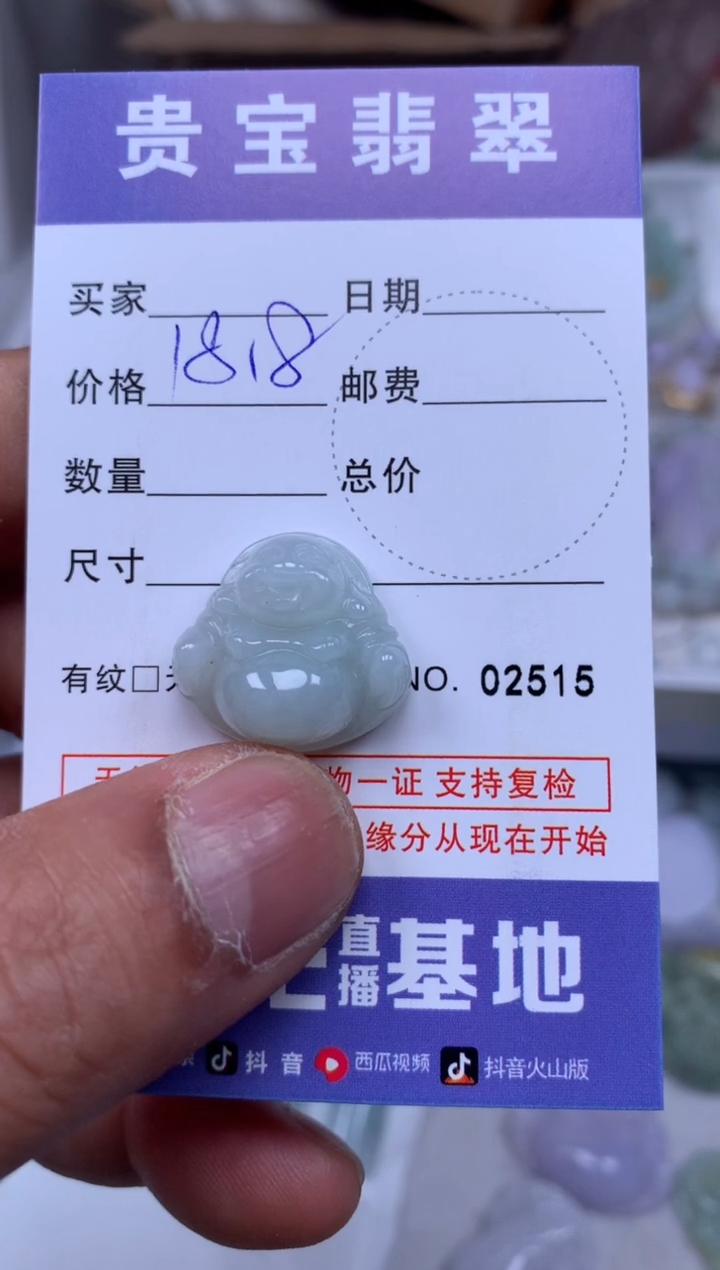 贵宝翡翠
买家 日期
价格 1818 邮费
数量 总价
尺寸
有纹□ NO. 02515
物一证 支持复检
缘分从现在开始
直播基地
抖音 西瓜视频 抖音火山版